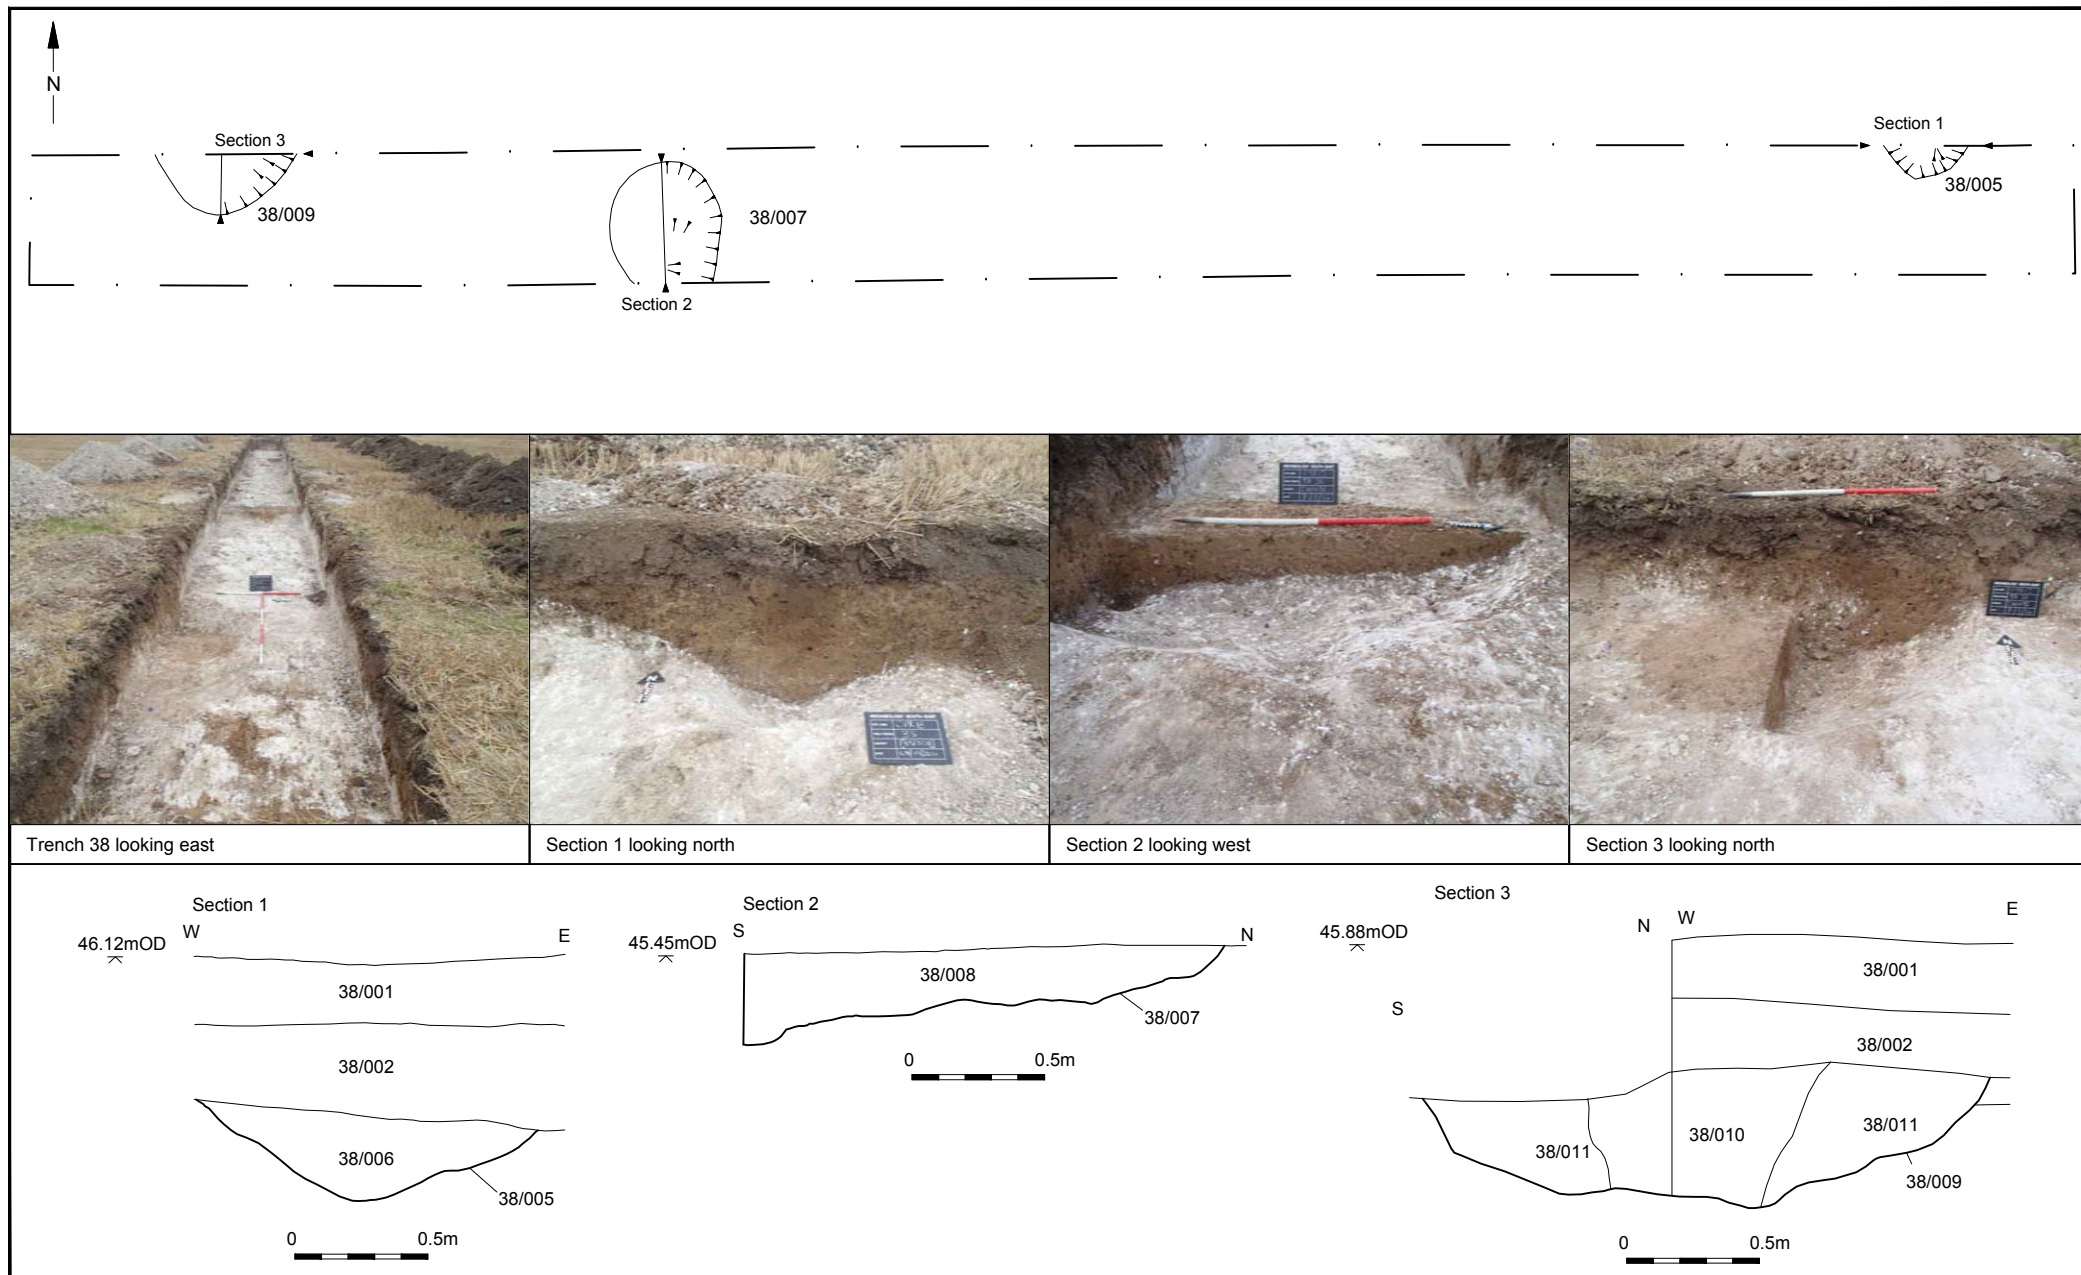 N
Section 3
38/009
38/007
Section 2
Section 1
38/005
ARCHAEOLOGY SOUTH-EAST
Trench 38 looking east
Section 1 looking north
Section 2 looking west
Section 3 looking north
Section 1
W
E
46.12mOD
38/001
38/002
38/006
38/005
0
0.5m
Section 2
S
N
45.45mOD
38/008
38/007
0
0.5m
Section 3
N
W
E
45.88mOD
S
38/001
38/002
38/010
38/011
38/011
38/009
0
0.5m